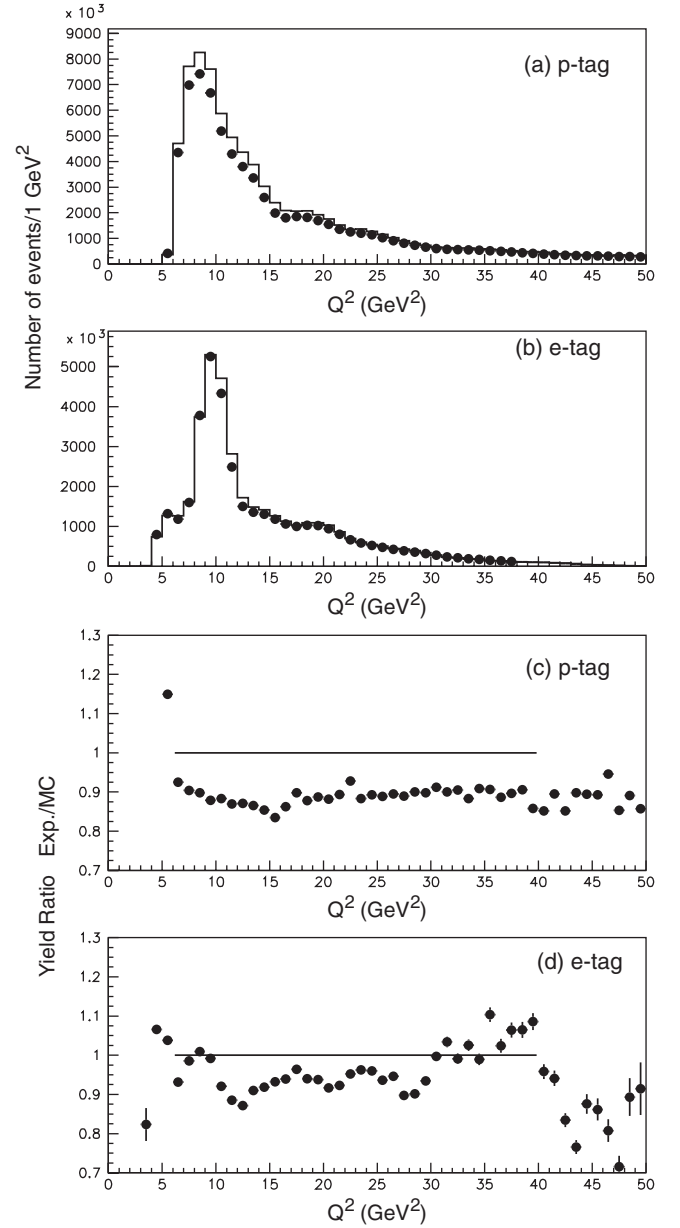 × 10³
9000
8000
7000
6000
5000
4000
3000
2000
1000
0
(a) p-tag
0 5 10 15 20 25 30 35 40 45 50
Q² (GeV²)
Number of events/1 GeV²
× 10³
5000
4000
3000
2000
1000
0
(b) e-tag
0 5 10 15 20 25 30 35 40 45 50
Q² (GeV²)
1.3
1.2
1.1
1
0.9
0.8
0.7
(c) p-tag
0 5 10 15 20 25 30 35 40 45 50
Q² (GeV²)
Yield Ratio Exp./MC
1.3
1.2
1.1
1
0.9
0.8
0.7
(d) e-tag
0 5 10 15 20 25 30 35 40 45 50
Q² (GeV²)